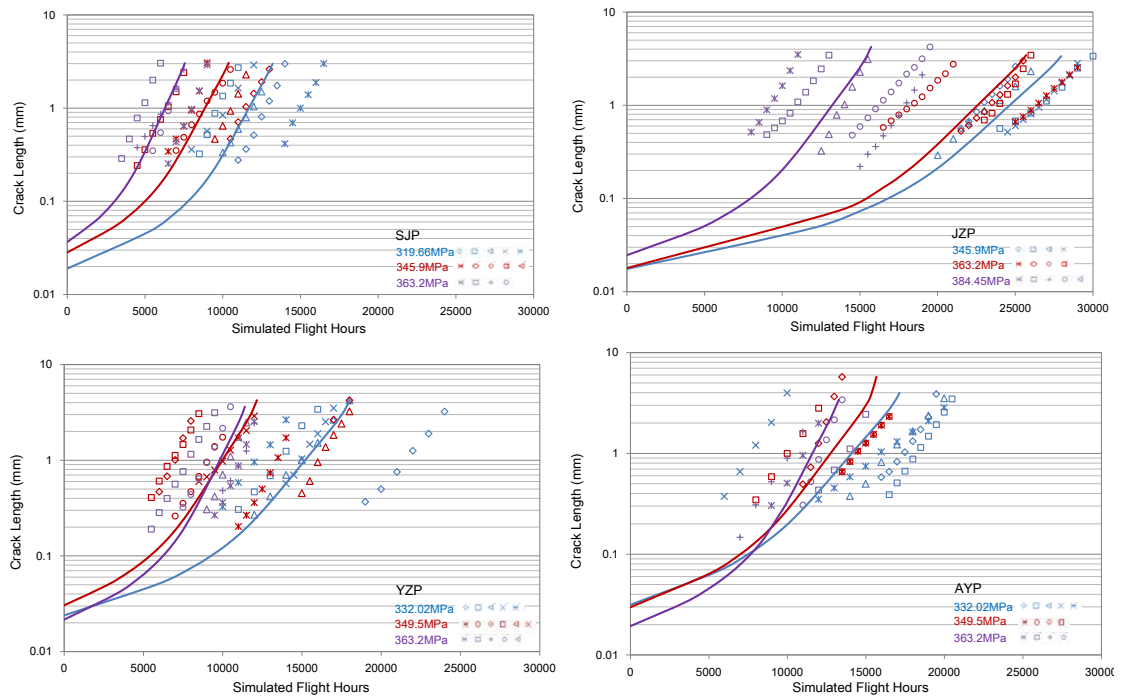 10
1
0.1
0.01
Crack Length (mm)
SJP
319.66MPa
345.9MPa
363.2MPa
0 5000 10000 15000 20000 25000 30000
Simulated Flight Hours
10
1
0.1
0.01
Crack Length (mm)
JZP
345.9MPa
363.2MPa
384.45MPa
0 5000 10000 15000 20000 25000 30000
Simulated Flight Hours
10
1
0.1
0.01
Crack Length (mm)
YZP
332.02MPa
349.5MPa
363.2MPa
0 5000 10000 15000 20000 25000 30000
Simulated Flight Hours
10
1
0.1
0.01
Crack Length (mm)
AYP
332.02MPa
349.5MPa
363.2MPa
0 5000 10000 15000 20000 25000 30000
Simulated Flight Hours